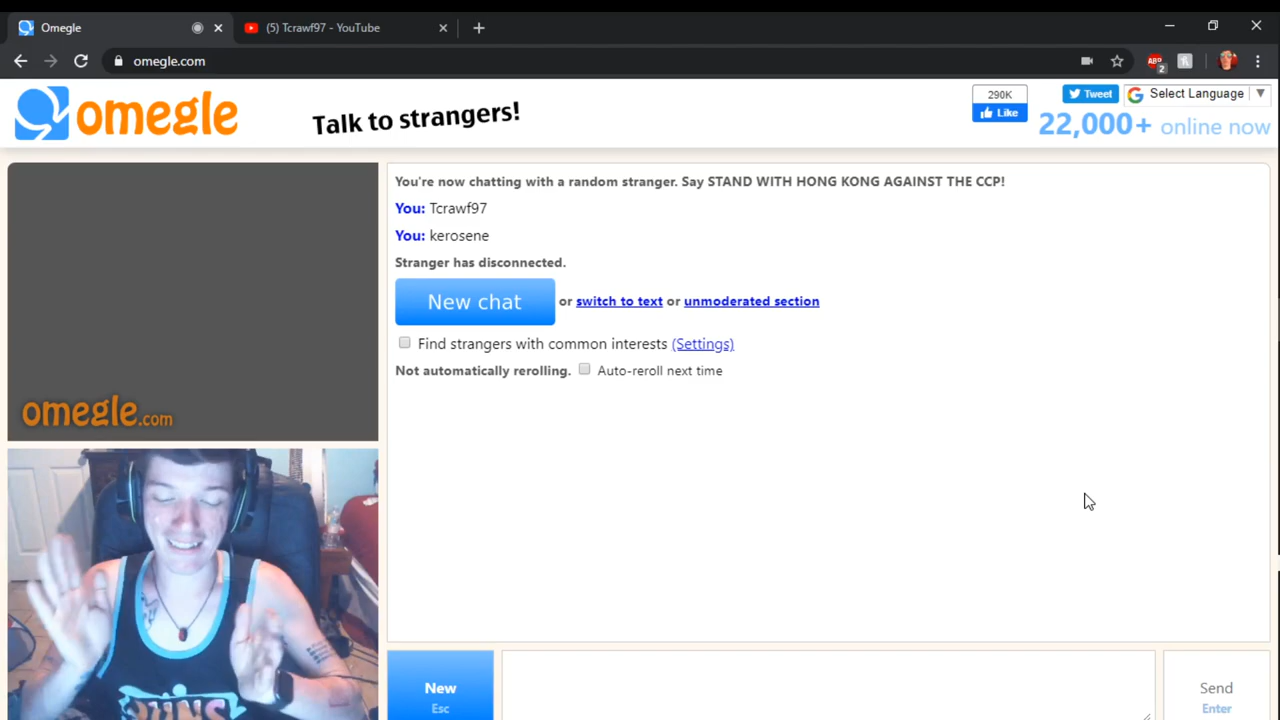 Omegle
(5) Tcrawf97 - YouTube
omegle.com
ABP
2
omegle
Talk to strangers!
290K
Like
Tweet
Select Language
22,000+ online now
You're now chatting with a random stranger. Say STAND WITH HONG KONG AGAINST THE CCP!
You: Tcrawf97
You: kerosene
Stranger has disconnected.
New chat or switch to text or unmoderated section
Find strangers with common interests (Settings)
Not automatically rerolling. Auto-reroll next time
omegle.com
New
Esc
Send
Enter